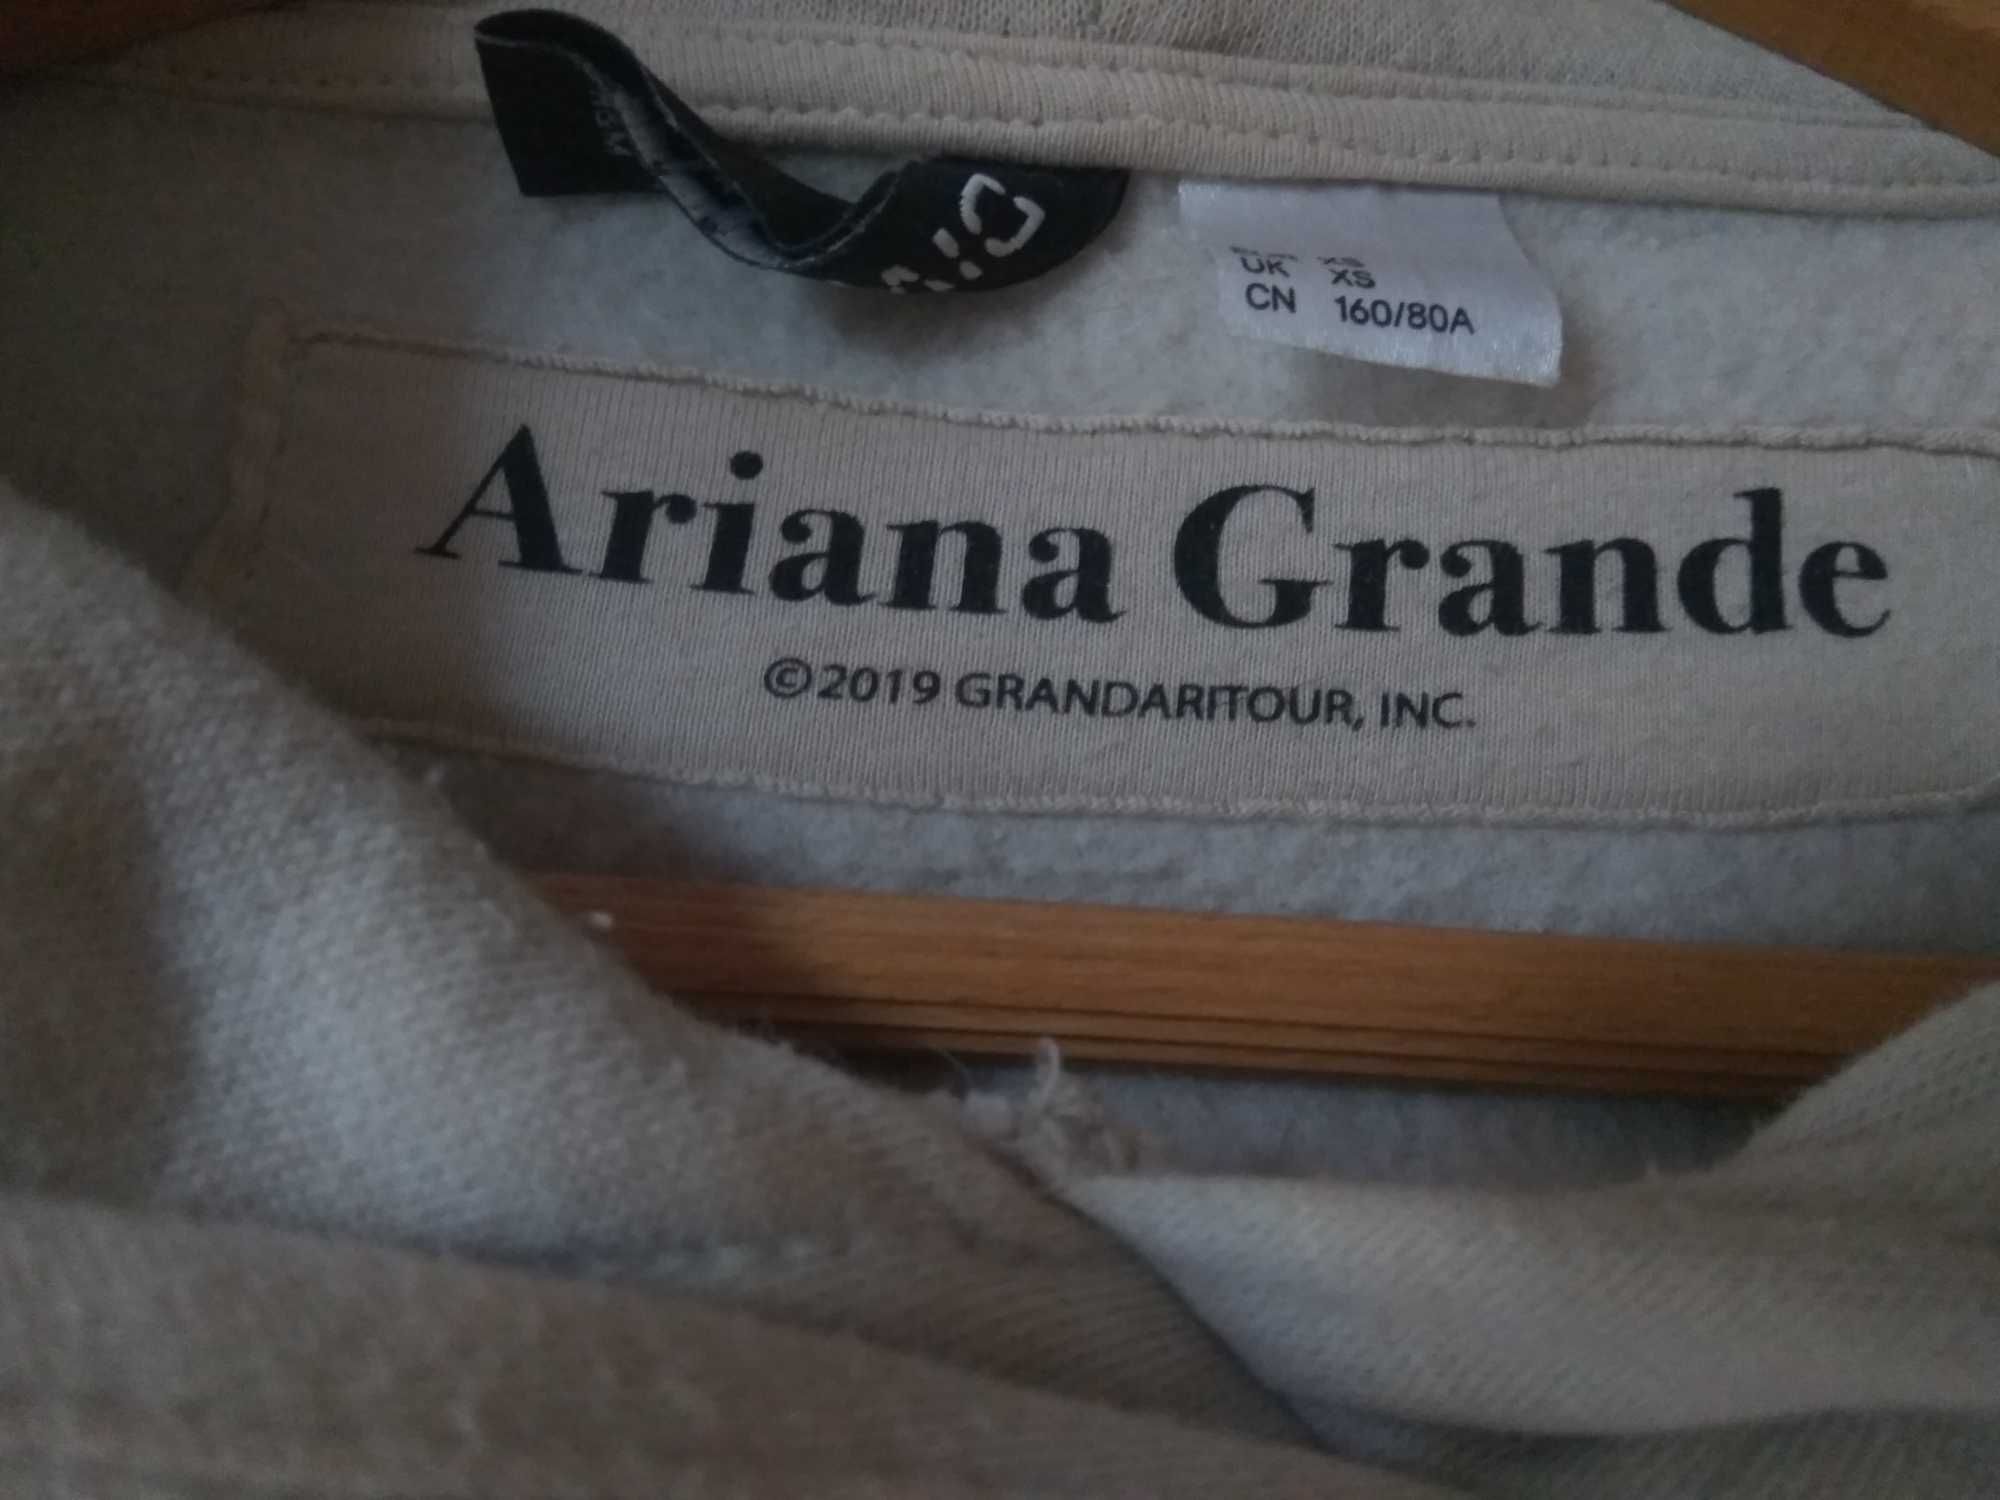 UK XS
CN 160/80A
Ariana Grande
©2019 GRANDARITOUR, INC.